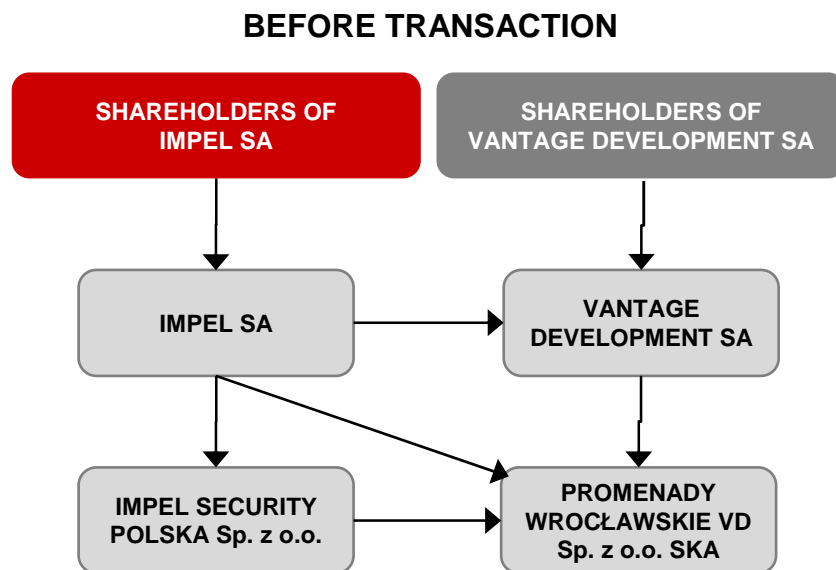 BEFORE TRANSACTION
SHAREHOLDERS OF
IMPEL SA
SHAREHOLDERS OF
VANTAGE DEVELOPMENT SA
IMPEL SA
VANTAGE
DEVELOPMENT SA
IMPEL SECURITY
POLSKA Sp. z o.o.
PROMENADY
WROCŁAWSKIE VD
Sp. z o.o. SKA